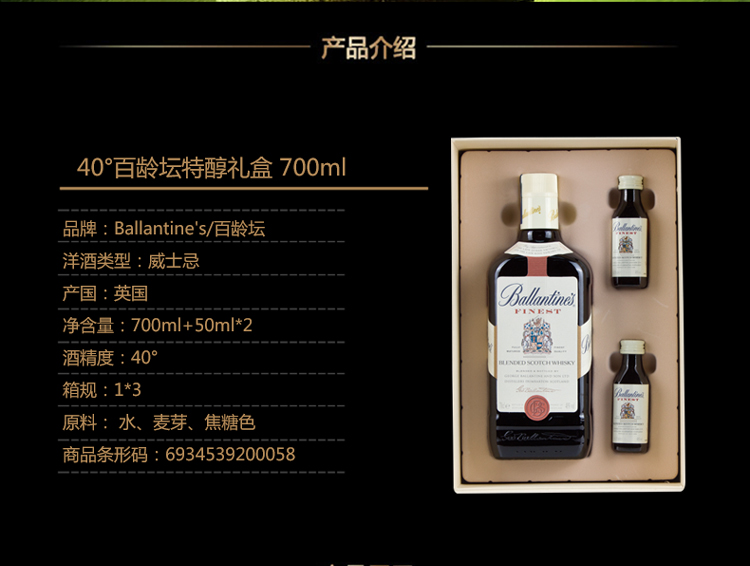 产品介绍
40°百龄坛特醇礼盒 700ml
品牌：Ballantine's/百龄坛
洋酒类型：威士忌
产国：英国
净含量：700ml+50ml*2
酒精度：40°
箱规：1*3
原料： 水、麦芽、焦糖色
商品条形码：6934539200058
Ballantine's
FINEST
BLENDED SCOTCH WHISKY
Ballantine's
FINEST
Ballantine's
FINEST